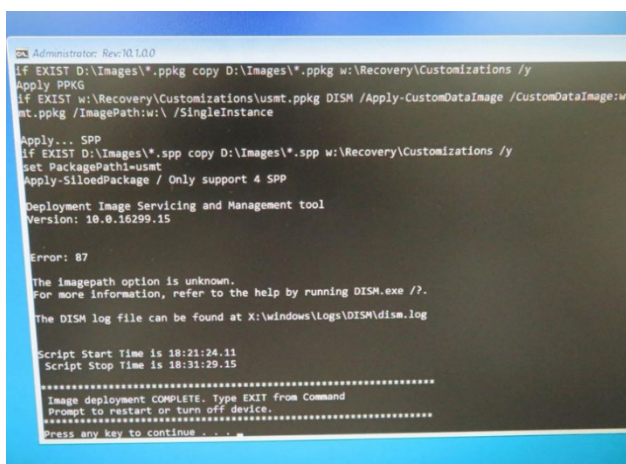 Administrator: Rev:10.1.0.0
if EXIST D:\Images\*.ppkg copy D:\Images\*.ppkg w:\Recovery\Customizations /y
Apply PPKG
if EXIST w:\Recovery\Customizations\usmt.ppkg DISM /Apply-CustomDataImage /CustomDataImage:w
mt.ppkg /ImagePath:w:\ /SingleInstance
Apply... SPP
if EXIST D:\Images\*.spp copy D:\Images\*.spp w:\Recovery\Customizations /y
set PackagePath1=usmt
Apply-SiloedPackage / Only support 4 SPP
Deployment Image Servicing and Management tool
Version: 10.0.16299.15
Error: 87
The imagepath option is unknown.
For more information, refer to the help by running DISM.exe /?.
The DISM log file can be found at X:\windows\Logs\DISM\dism.log
Script Start Time is 18:21:24.11
Script Stop Time is 18:31:29.15
*******************************************************
Image deployment COMPLETE. Type EXIT from Command
Prompt to restart or turn off device.
*******************************************************
Press any key to continue . . .